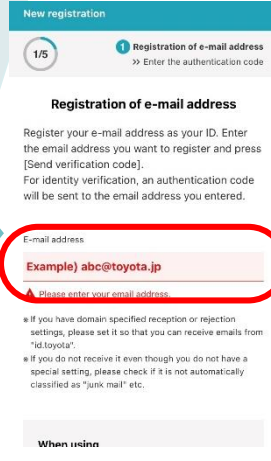 New registration
1/5
1 Registration of e-mail address
>> Enter the authentication code
Registration of e-mail address
Register your e-mail address as your ID. Enter
the email address you want to register and press
[Send verification code].
For identity verification, an authentication code
will be sent to the email address you entered.
E-mail address
Example) abc@toyota.jp
Please enter your email address.
※ If you have domain specified reception or rejection
settings, please set it so that you can receive emails from
"id.toyota".
※ If you do not receive it even though you do not have a
special setting, please check if it is not automatically
classified as "junk mail" etc.
When using